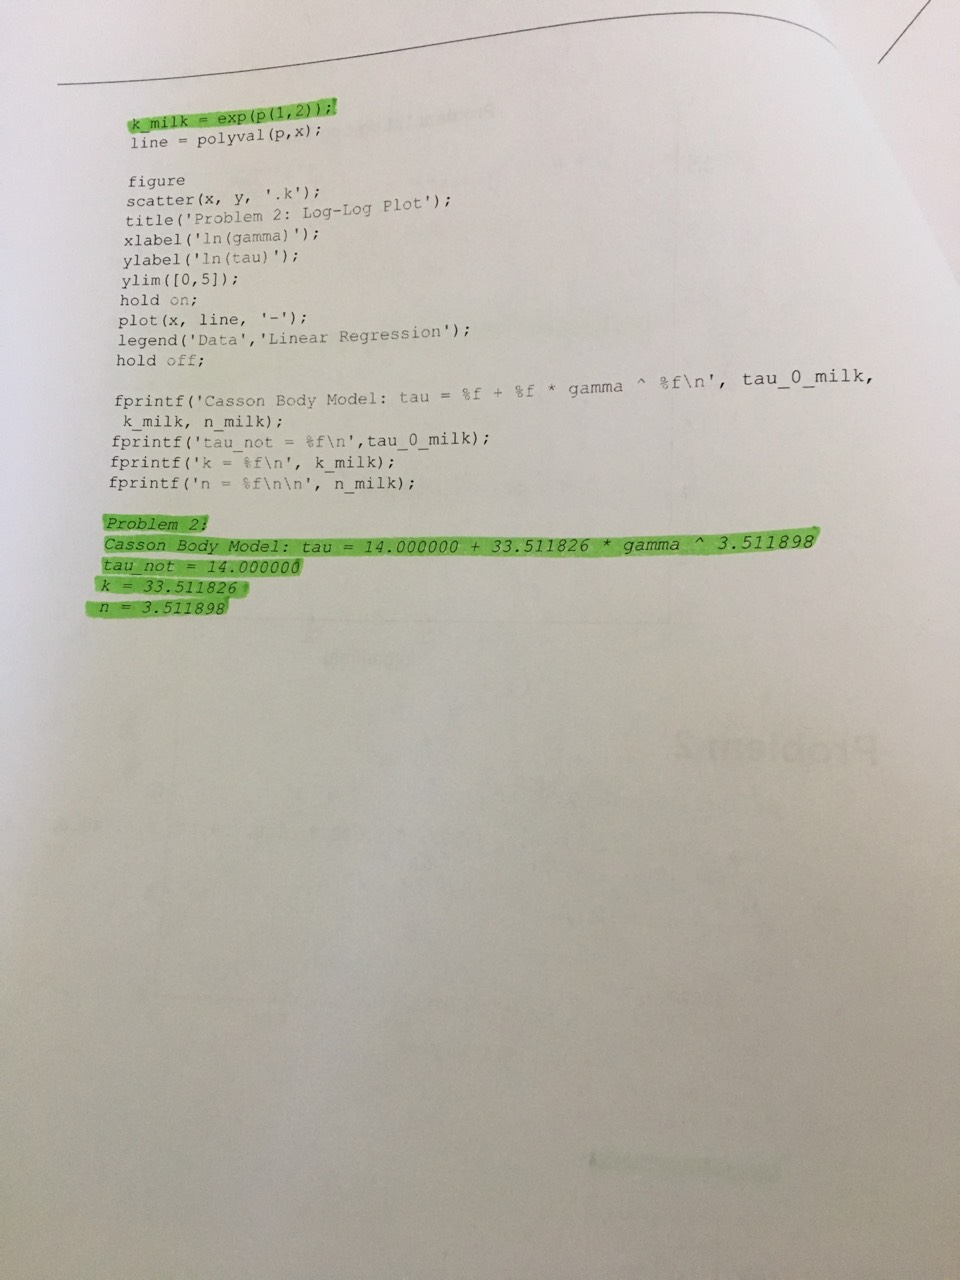 k_milk = exp(p(1,2));
line = polyval(p,x);
figure
scatter(x, y, '.k');
title('Problem 2: Log-Log Plot');
xlabel('ln(gamma)');
ylabel('ln(tau)');
ylim([0,5]);
hold on;
plot(x, line, '-');
legend('Data','Linear Regression');
hold off;
fprintf('Casson Body Model: tau = %f + %f * gamma ^ %f\n', tau_0_milk,
k_milk, n_milk);
fprintf('tau_not = %f\n',tau_0_milk);
fprintf('k = %f\n', k_milk);
fprintf('n = %f\n\n', n_milk);
Problem 2:
Casson Body Model: tau = 14.000000 + 33.511826 * gamma ^ 3.511898
tau_not = 14.000000
k = 33.511826
n = 3.511898
Problem 2